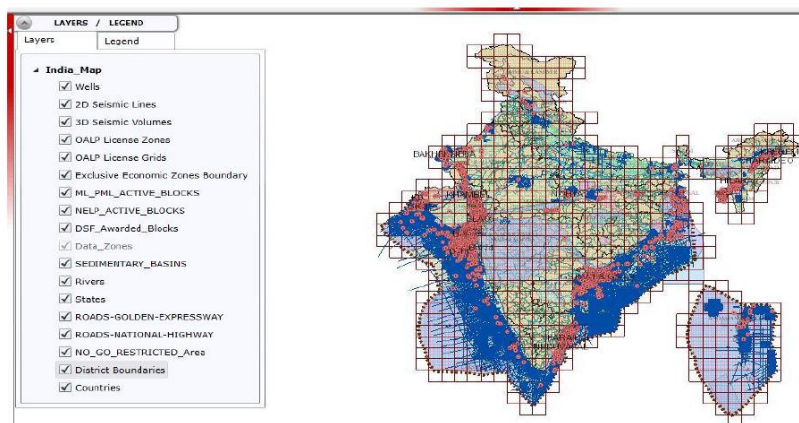 LAYERS / LEGEND
Layers Legend
India_Map
Wells
2D Seismic Lines
3D Seismic Volumes
OALP License Zones
OALP License Grids
Exclusive Economic Zones Boundary
ML_PML_ACTIVE_BLOCKS
NELP_ACTIVE_BLOCKS
DSF_Awarded_Blocks
Data_Zones
SEDIMENTARY_BASINS
Rivers
States
ROADS-GOLDEN-EXPRESSWAY
ROADS-NATIONAL-HIGHWAY
NO_GO_RESTRICTED_Area
District Boundaries
Countries